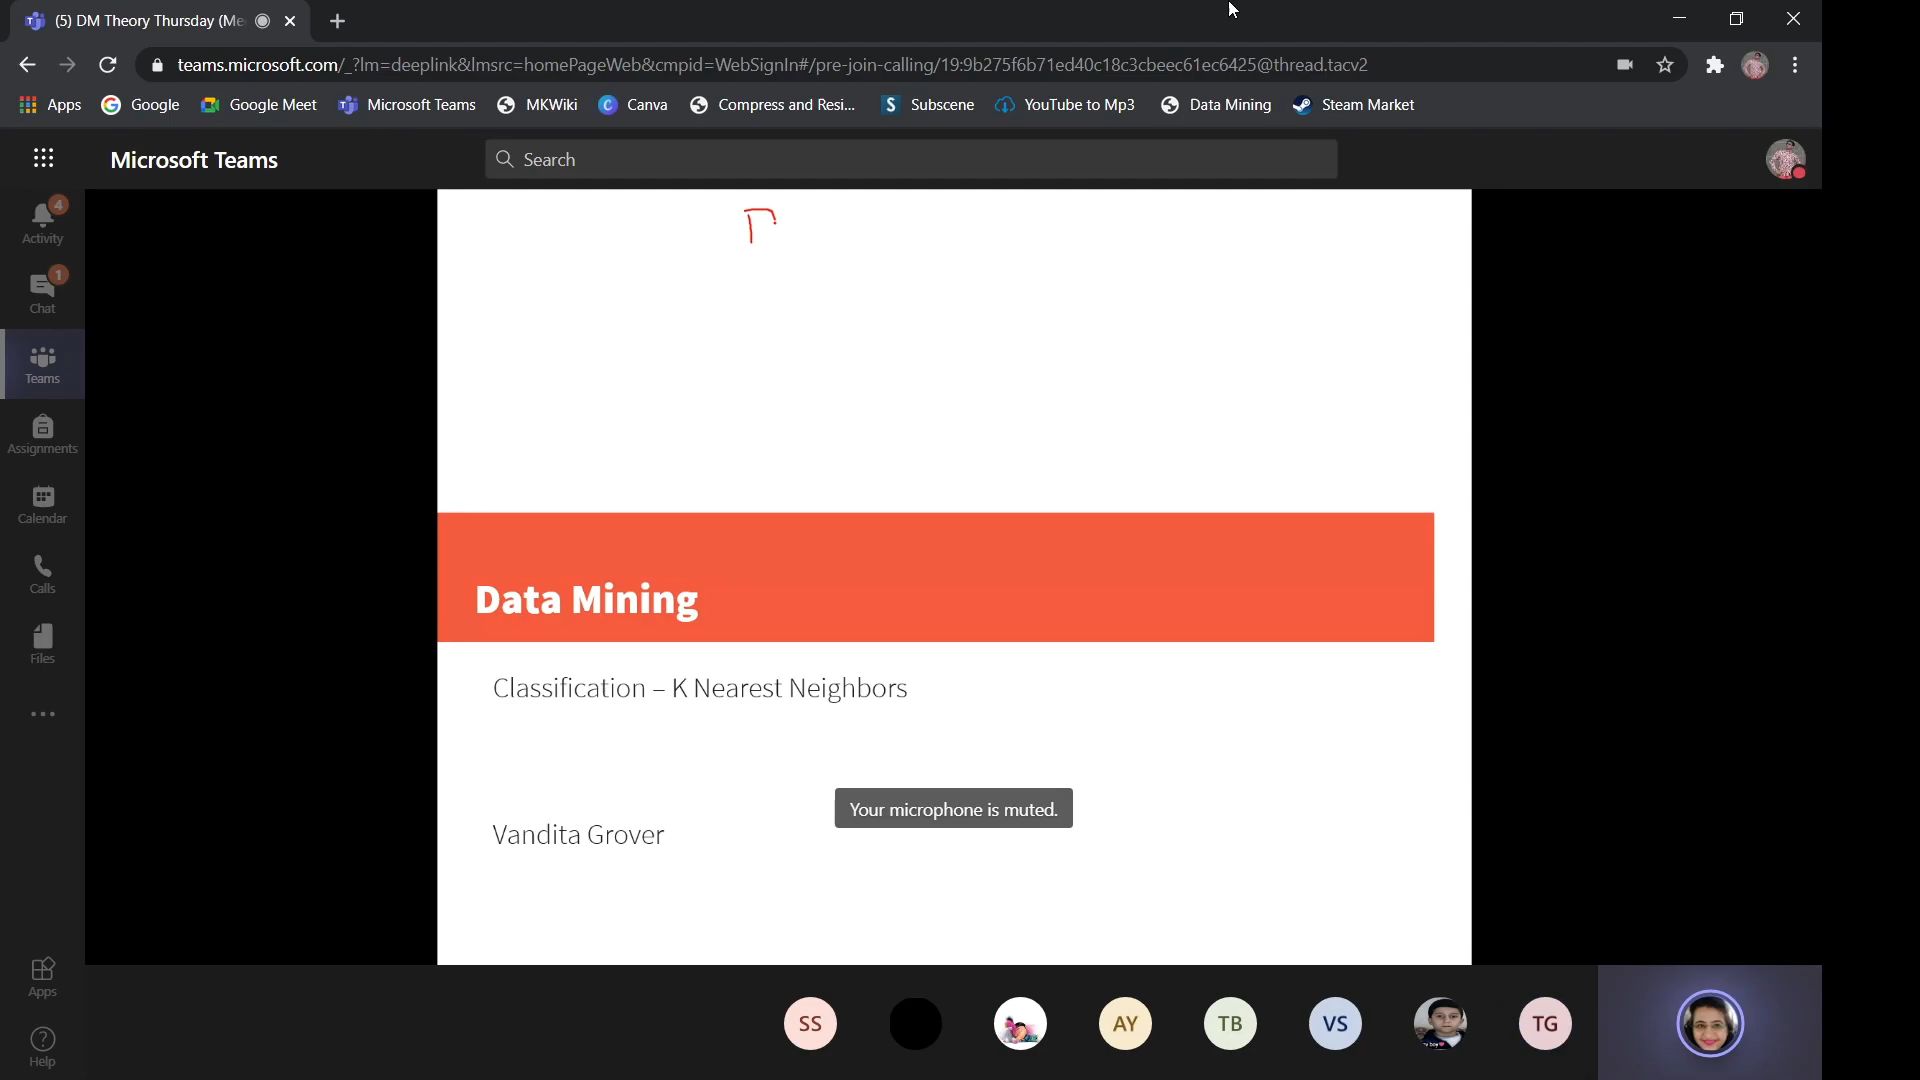 (5) DM Theory Thursday (Me
teams.microsoft.com/_?lm=deeplink&lmsrc=homePageWeb&cmpid=WebSignIn#/pre-join-calling/19:9b275f6b71ed40c18c3cbeec61ec6425@thread.tacv2
Apps Google Google Meet Microsoft Teams MKWiki Canva Compress and Resi... Subscene YouTube to Mp3 Data Mining Steam Market
Microsoft Teams
Search
4
Activity
1
Chat
Teams
Assignments
Calendar
Calls
Files
Apps
Help
Data Mining
Classification – K Nearest Neighbors
Your microphone is muted.
Vandita Grover
SS AY TB VS TG